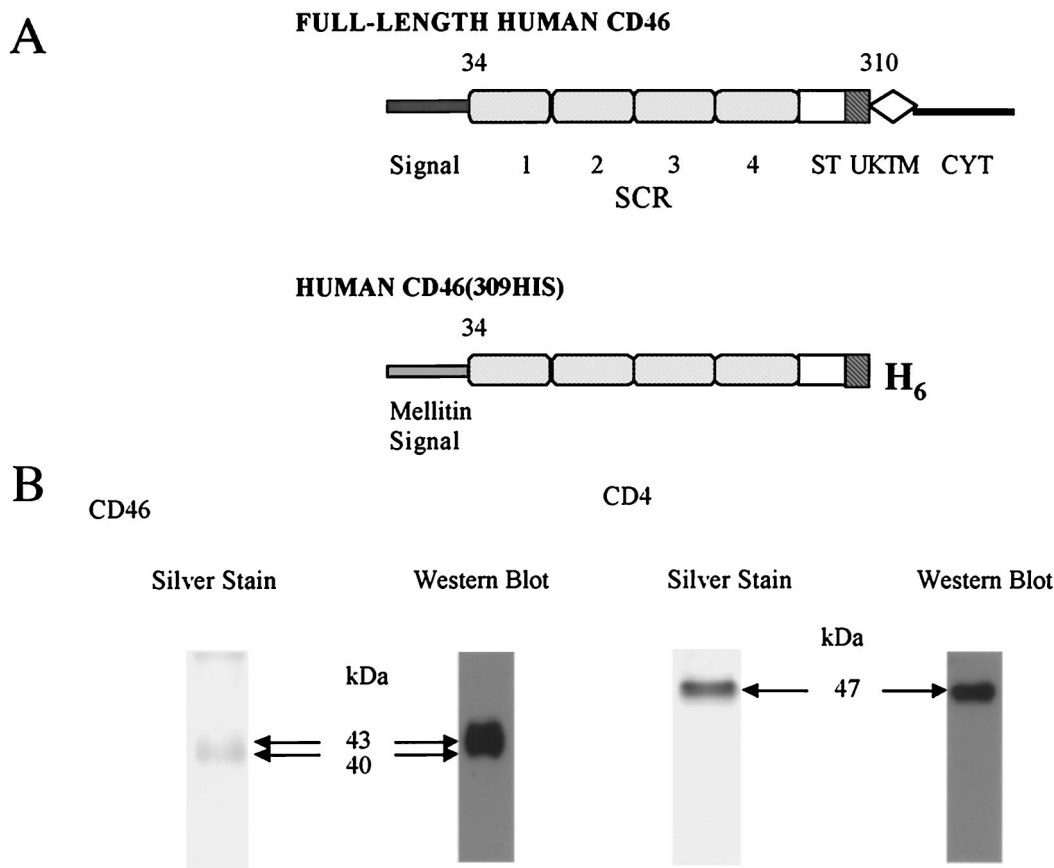 A
FULL-LENGTH HUMAN CD46
34 310
Signal 1 2 3 4 ST UKTM CYT
SCR
HUMAN CD46(309HIS)
34
H6
Mellitin
Signal
B
CD46 CD4
Silver Stain Western Blot Silver Stain Western Blot
kDa kDa
47
43
40